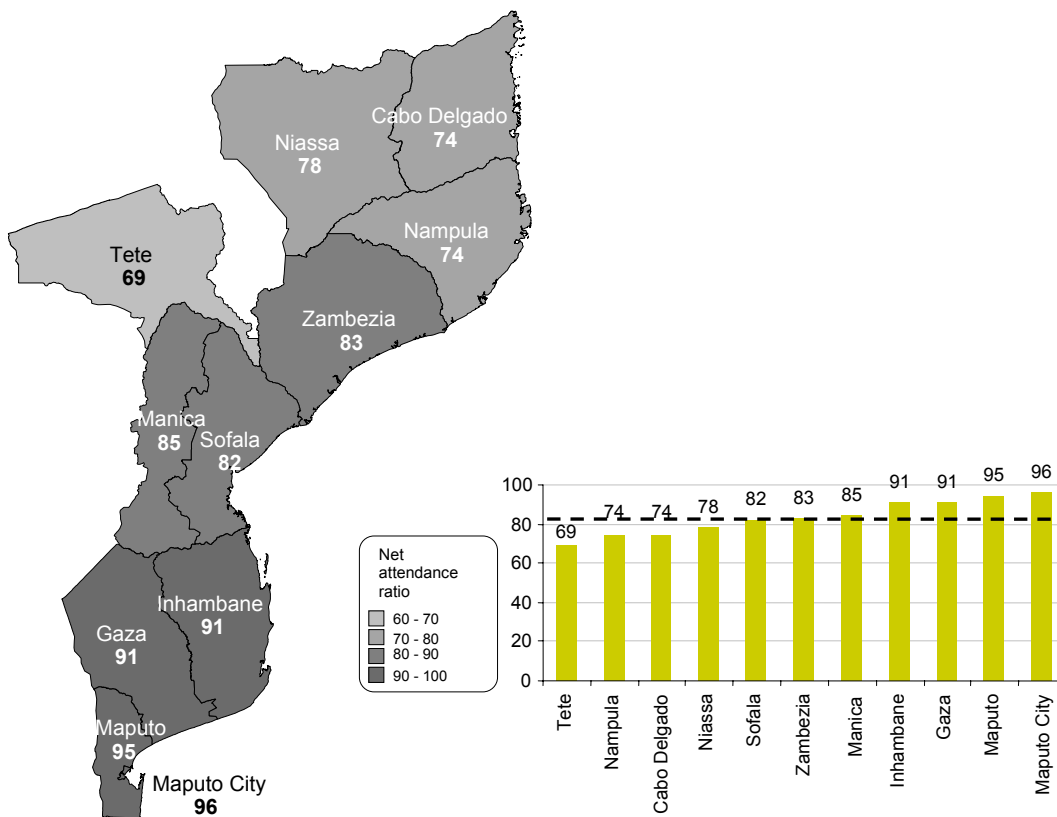 Cabo Delgado
74
Niassa
78
Nampula
74
Tete
69
Zambezia
83
Manica
85
Sofala
82
Inhambane
91
Gaza
91
Maputo
95
Maputo City
96
Net
attendance
ratio
60 - 70
70 - 80
80 - 90
90 - 100
100
80
60
40
20
0
69
74
74
78
82
83
85
91
91
95
96
Tete
Nampula
Cabo Delgado
Niassa
Sofala
Zambezia
Manica
Inhambane
Gaza
Maputo
Maputo City